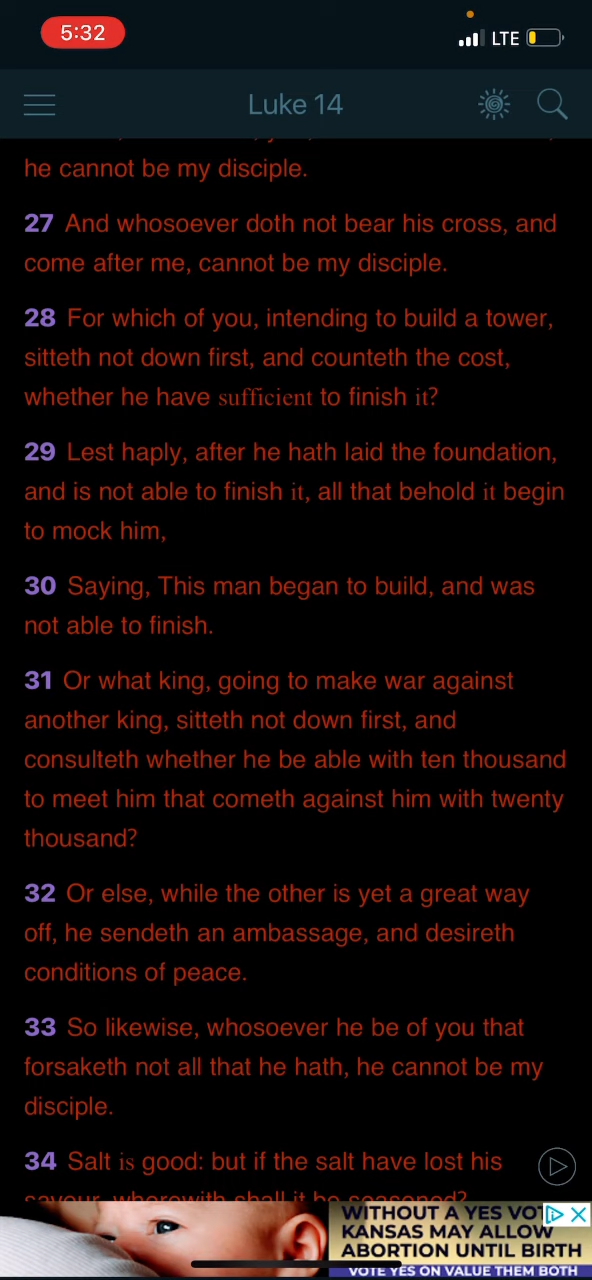 5:32
LTE
Luke 14
he cannot be my disciple.
27 And whosoever doth not bear his cross, and
come after me, cannot be my disciple.
28 For which of you, intending to build a tower,
sitteth not down first, and counteth the cost,
whether he have sufficient to finish it?
29 Lest haply, after he hath laid the foundation,
and is not able to finish it, all that behold it begin
to mock him,
30 Saying, This man began to build, and was
not able to finish.
31 Or what king, going to make war against
another king, sitteth not down first, and
consulteth whether he be able with ten thousand
to meet him that cometh against him with twenty
thousand?
32 Or else, while the other is yet a great way
off, he sendeth an ambassage, and desireth
conditions of peace.
33 So likewise, whosoever he be of you that
forsaketh not all that he hath, he cannot be my
disciple.
34 Salt is good: but if the salt have lost his
savour, wherewith shall it be seasoned?
WITHOUT A YES VOT
KANSAS MAY ALLOW
ABORTION UNTIL BIRTH
VOTE YES ON VALUE THEM BOTH